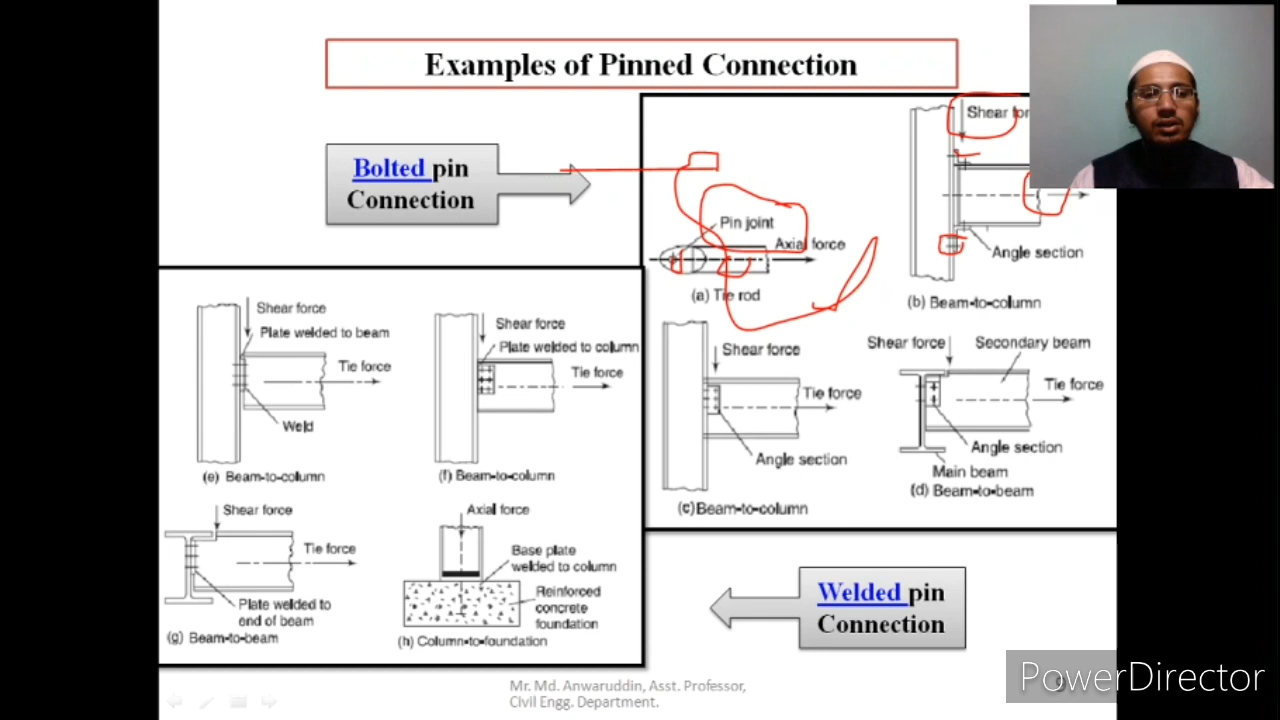 Examples of Pinned Connection
Bolted pin
Connection
Pin joint
Axial force
(a) Tie rod
Shear
Angle section
(b) Beam-to-column
Shear force
Tie force
Angle section
(c) Beam-to-column
Shear force
Secondary beam
Tie force
Angle section
Main beam
(d) Beam-to-beam
Shear force
Plate welded to beam
Tie force
Weld
(e) Beam-to-column
Shear force
Plate welded to column
Tie force
(f) Beam-to-column
Shear force
Tie force
Plate welded to
end of beam
(g) Beam-to-beam
Axial force
Base plate
welded to column
Reinforced
concrete
foundation
(h) Column-to-foundation
Welded pin
Connection
Mr. Md. Anwaruddin, Asst. Professor,
Civil Engg. Department.
PowerDirector